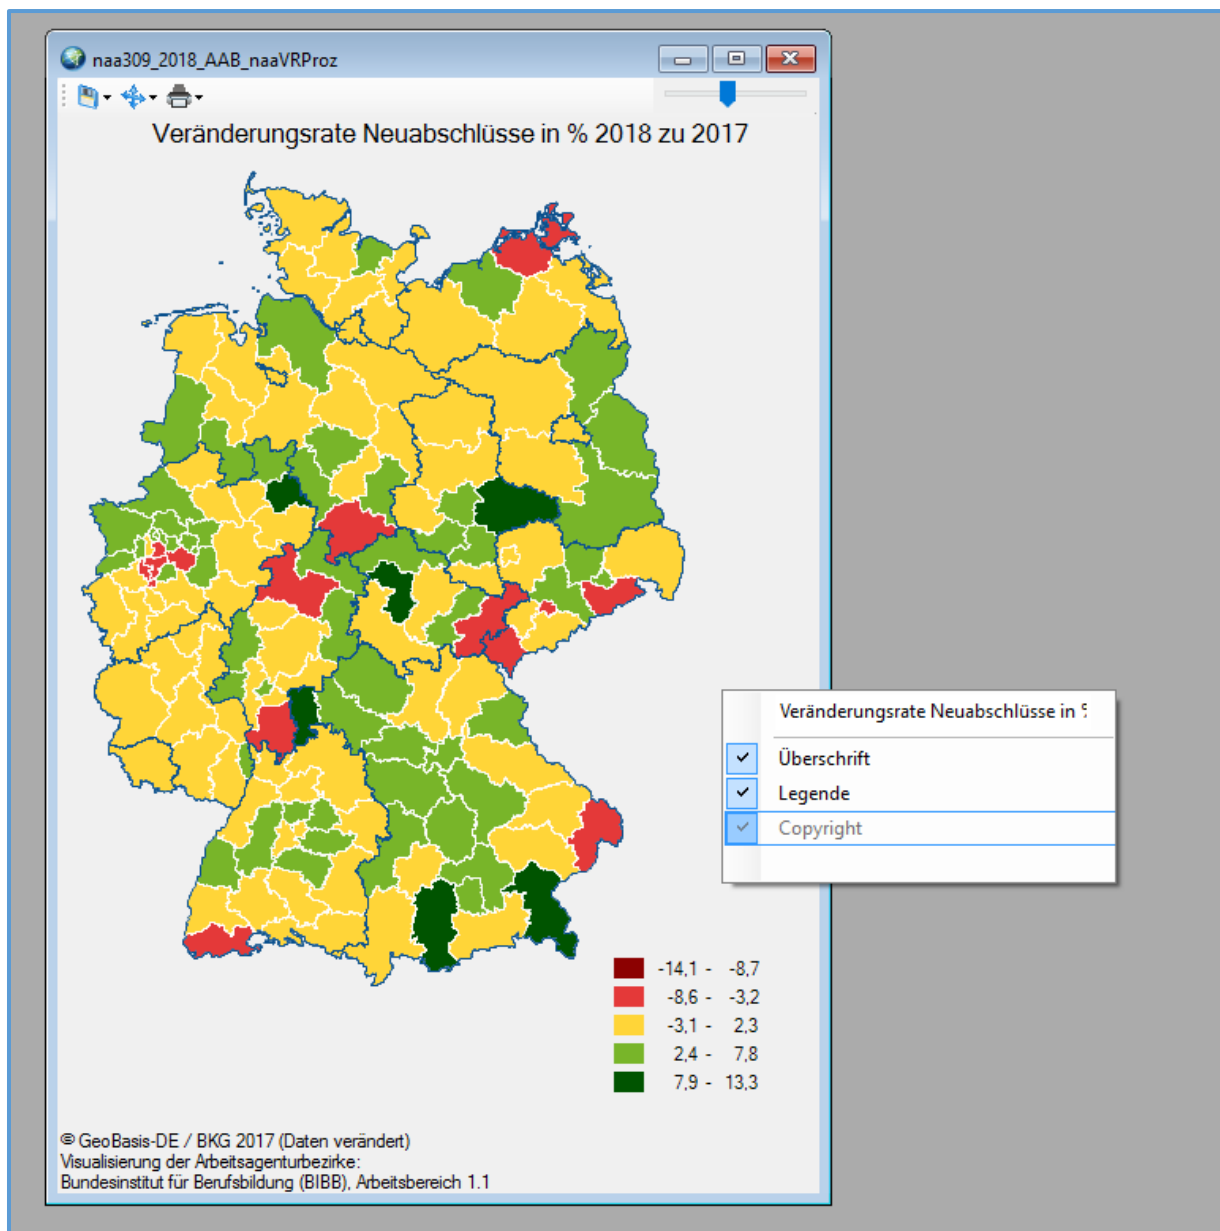 naa309_2018_AAB_naaVRProz
Veränderungsrate Neuabschlüsse in % 2018 zu 2017
Veränderungsrate Neuabschlüsse in
Überschrift
Legende
Copyright
-14,1 - -8,7
-8,6 - -3,2
-3,1 - 2,3
2,4 - 7,8
7,9 - 13,3
© GeoBasis-DE / BKG 2017 (Daten verändert)
Visualisierung der Arbeitsagenturbezirke:
Bundesinstitut für Berufsbildung (BIBB), Arbeitsbereich 1.1